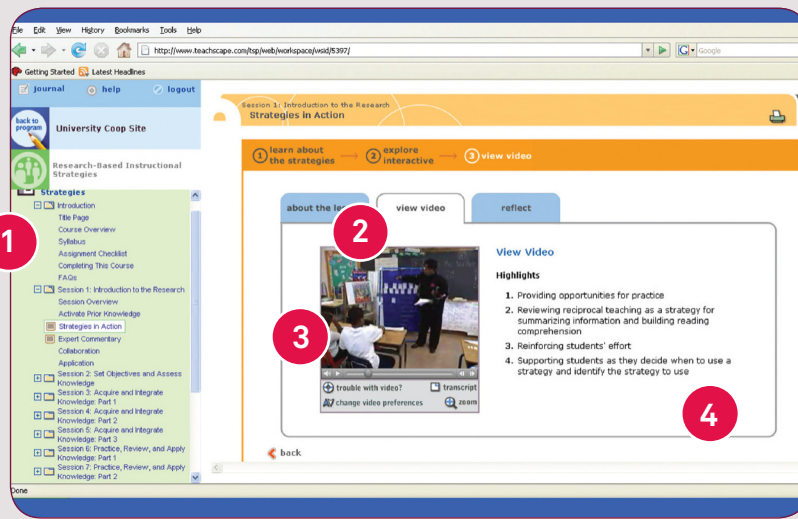 File Edit View History Bookmarks Tools Help
http://www.teachscape.com/tsp/web/workspace/wsid/5397/
G Google
Getting Started Latest Headlines
journal help logout
back to program
University Coop Site
Research-Based Instructional
Strategies
Strategies
Introduction
Title Page
Course Overview
Syllabus
Assignment Checklist
Completing This Course
FAQs
Session 1: Introduction to the Research
Session Overview
Activate Prior Knowledge
Strategies in Action
Expert Commentary
Collaboration
Application
Session 2: Set Objectives and Assess
Knowledge
Session 3: Acquire and Integrate
Knowledge: Part 1
Session 4: Acquire and Integrate
Knowledge: Part 2
Session 5: Acquire and Integrate
Knowledge: Part 3
Session 6: Practice, Review, and Apply
Knowledge: Part 1
Session 7: Practice, Review, and Apply
Knowledge: Part 2
1
Session 1: Introduction to the Research
Strategies in Action
1 learn about
the strategies
2 explore
interactive
3 view video
about the
view video
reflect
2
3
trouble with video?
transcript
change video preferences
zoom
View Video
Highlights
1. Providing opportunities for practice
2. Reviewing reciprocal teaching as a strategy for
summarizing information and building reading
comprehension
3. Reinforcing students' effort
4. Supporting students as they decide when to use a
strategy and identify the strategy to use
4
back
Done